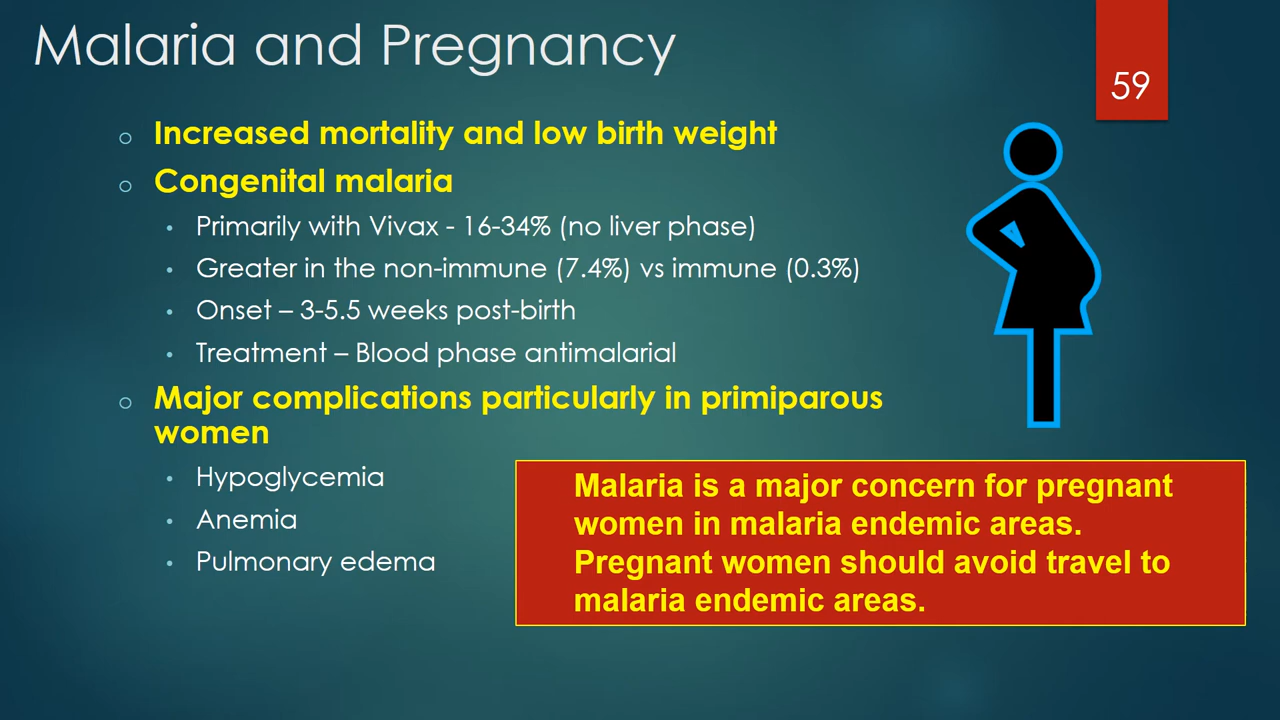 Malaria and Pregnancy
59
o Increased mortality and low birth weight
o Congenital malaria
• Primarily with Vivax - 16-34% (no liver phase)
• Greater in the non-immune (7.4%) vs immune (0.3%)
• Onset – 3-5.5 weeks post-birth
• Treatment – Blood phase antimalarial
o Major complications particularly in primiparous
women
• Hypoglycemia
• Anemia
• Pulmonary edema
Malaria is a major concern for pregnant
women in malaria endemic areas.
Pregnant women should avoid travel to
malaria endemic areas.